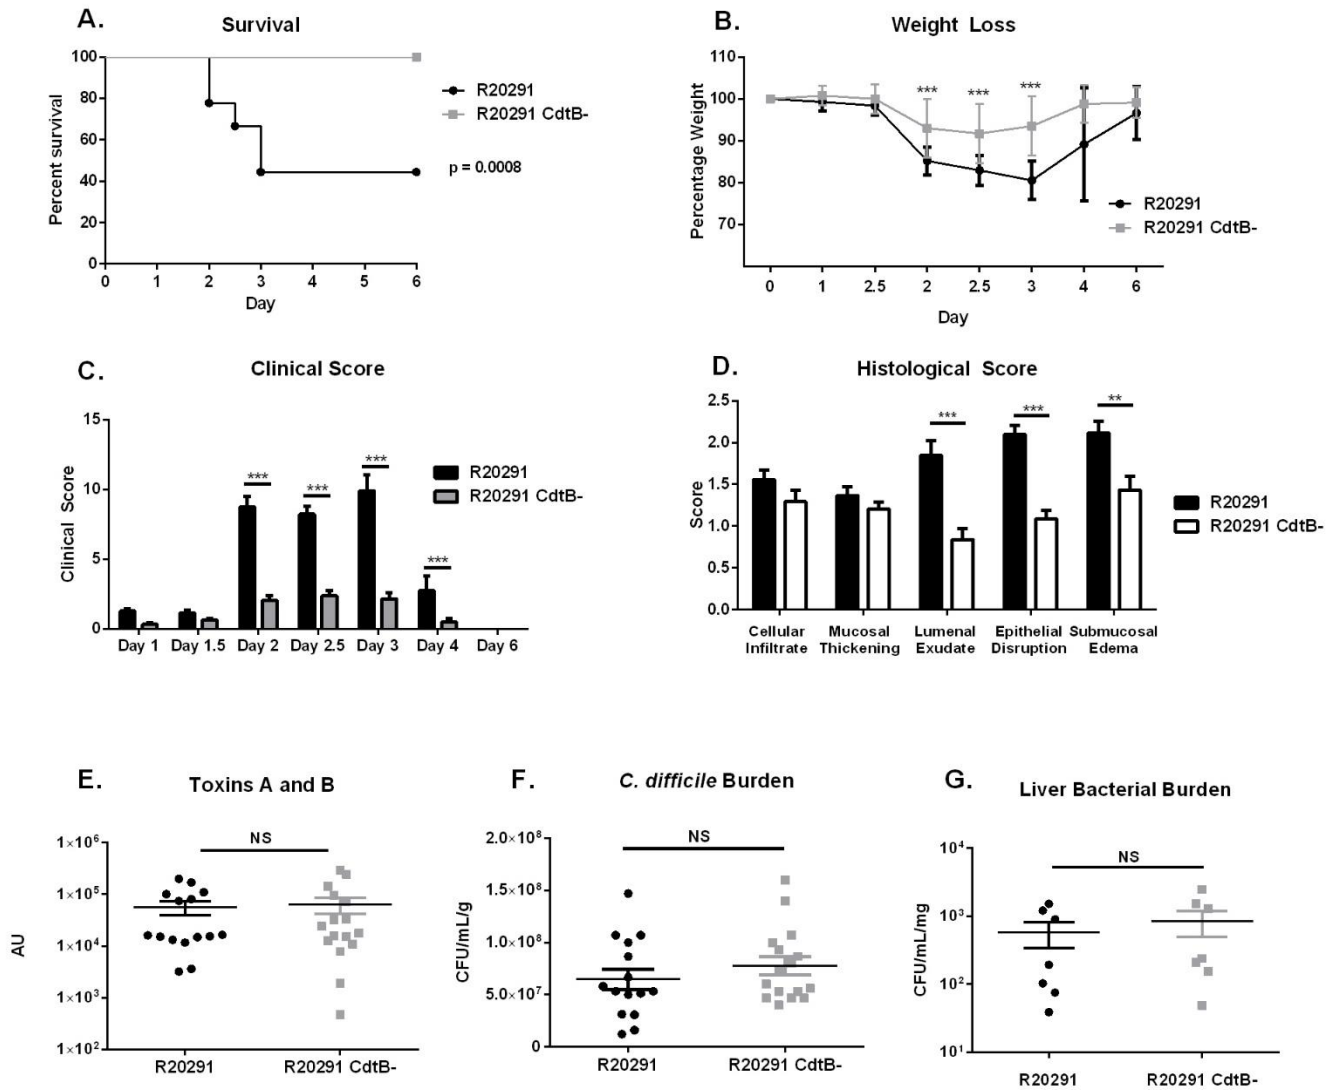 A.
Survival
Percent survival
100
80
60
40
20
0
0 1 2 3 4 5 6
Day
R20291
R20291 CdtB-
p = 0.0008
B.
Weight Loss
Percentage Weight
110
100
90
80
70
*** *** ***
0 1 2.5 2 2.5 3 4 6
Day
R20291
R20291 CdtB-
C.
Clinical Score
Clinical Score
15
10
5
0
*** *** *** ***
Day 1 Day 1.5 Day 2 Day 2.5 Day 3 Day 4 Day 6
R20291
R20291 CdtB-
D.
Histological Score
Score
2.5
2.0
1.5
1.0
0.5
0.0
*** *** **
Cellular Mucosal Lumenal Epithelial Submucosal
Infiltrate Thickening Exudate Disruption Edema
R20291
R20291 CdtB-
E.
Toxins A and B
NS
AU
1×10⁶
1×10⁵
1×10⁴
1×10³
1×10²
R20291 R20291 CdtB-
F.
C. difficile Burden
NS
CFU/mL/g
2.0×10⁸
1.5×10⁸
1.0×10⁸
5.0×10⁷
0
R20291 R20291 CdtB-
G.
Liver Bacterial Burden
NS
CFU/mL/mg
10⁴
10³
10²
10¹
R20291 R20291 CdtB-